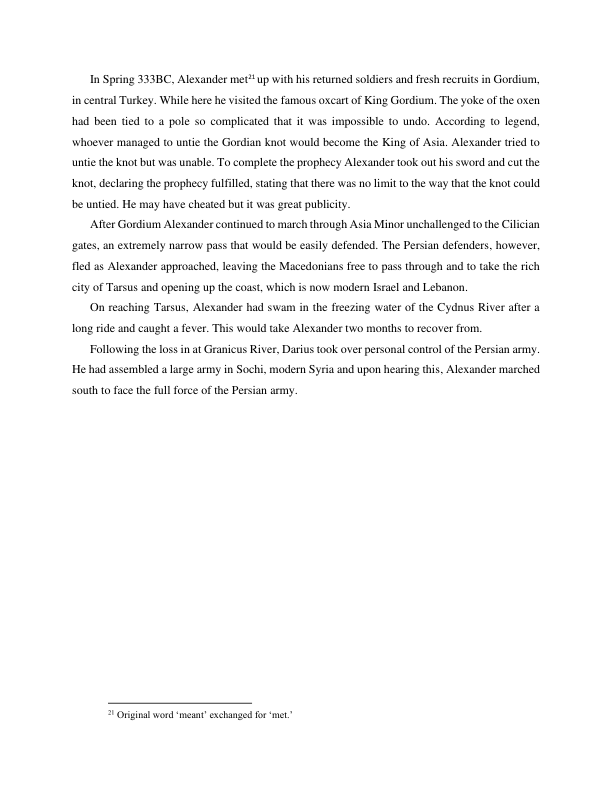 In Spring 333BC, Alexander met²¹ up with his returned soldiers and fresh recruits in Gordium,
in central Turkey. While here he visited the famous oxcart of King Gordium. The yoke of the oxen
had been tied to a pole so complicated that it was impossible to undo. According to legend,
whoever managed to untie the Gordian knot would become the King of Asia. Alexander tried to
untie the knot but was unable. To complete the prophecy Alexander took out his sword and cut the
knot, declaring the prophecy fulfilled, stating that there was no limit to the way that the knot could
be untied. He may have cheated but it was great publicity.
After Gordium Alexander continued to march through Asia Minor unchallenged to the Cilician
gates, an extremely narrow pass that would be easily defended. The Persian defenders, however,
fled as Alexander approached, leaving the Macedonians free to pass through and to take the rich
city of Tarsus and opening up the coast, which is now modern Israel and Lebanon.
On reaching Tarsus, Alexander had swam in the freezing water of the Cydnus River after a
long ride and caught a fever. This would take Alexander two months to recover from.
Following the loss in at Granicus River, Darius took over personal control of the Persian army.
He had assembled a large army in Sochi, modern Syria and upon hearing this, Alexander marched
south to face the full force of the Persian army.
²¹ Original word ‘meant’ exchanged for ‘met.’